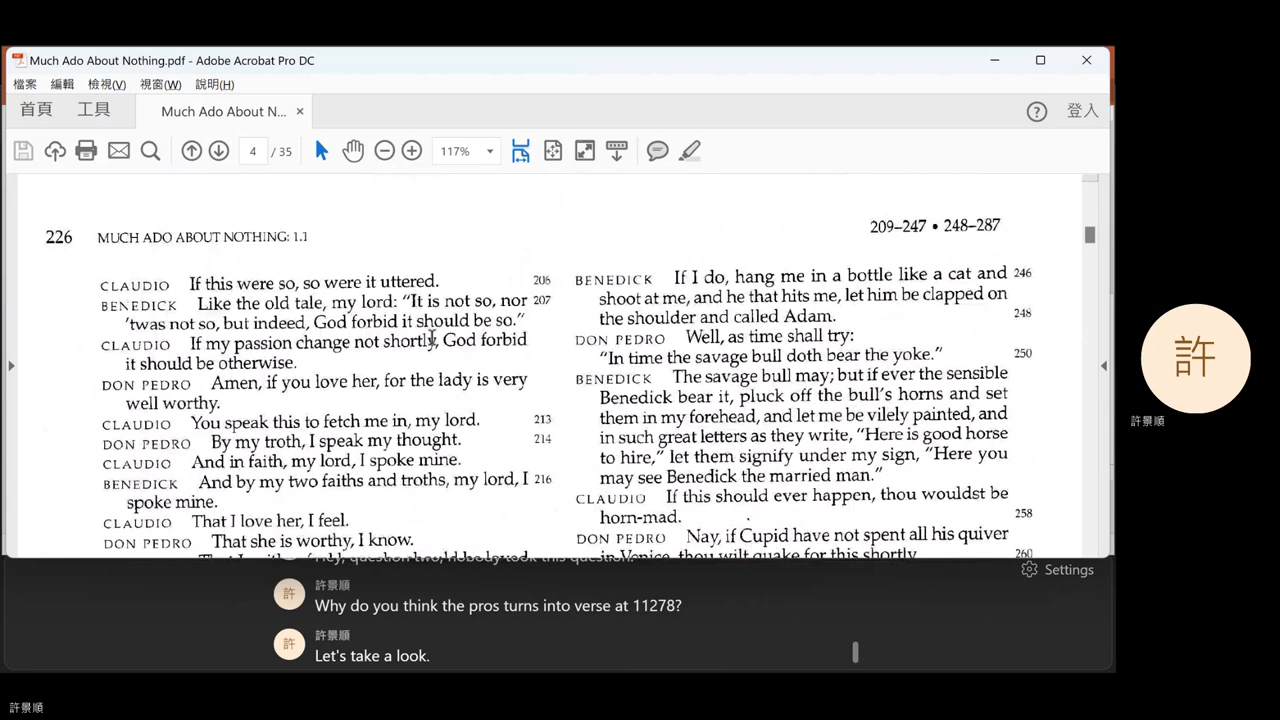 Much Ado About Nothing.pdf - Adobe Acrobat Pro DC
檔案 編輯 檢視(V) 視窗(W) 說明(H)
首頁 工具 Much Ado About N... × 登入
4 / 35 117%
226 MUCH ADO ABOUT NOTHING: 1.1
209–247 • 248–287
CLAUDIO If this were so, so were it uttered. 206
BENEDICK Like the old tale, my lord: “It is not so, nor 207
’twas not so, but indeed, God forbid it should be so.”
CLAUDIO If my passion change not shortly, God forbid
it should be otherwise.
DON PEDRO Amen, if you love her, for the lady is very
well worthy.
CLAUDIO You speak this to fetch me in, my lord. 213
DON PEDRO By my troth, I speak my thought. 214
CLAUDIO And in faith, my lord, I spoke mine.
BENEDICK And by my two faiths and troths, my lord, I 216
spoke mine.
CLAUDIO That I love her, I feel.
DON PEDRO That she is worthy, I know.
BENEDICK If I do, hang me in a bottle like a cat and 246
shoot at me, and he that hits me, let him be clapped on
the shoulder and called Adam. 248
DON PEDRO Well, as time shall try:
“In time the savage bull doth bear the yoke.” 250
BENEDICK The savage bull may; but if ever the sensible
Benedick bear it, pluck off the bull’s horns and set
them in my forehead, and let me be vilely painted, and
in such great letters as they write, “Here is good horse
to hire,” let them signify under my sign, “Here you
may see Benedick the married man.”
CLAUDIO If this should ever happen, thou wouldst be
horn-mad. 258
DON PEDRO Nay, if Cupid have not spent all his quiver
in Venice, thou wilt quake for this shortly. 260
Settings
許 許景順
Why do you think the pros turns into verse at 11278?
許 許景順
Let's take a look.
許
許景順
許景順